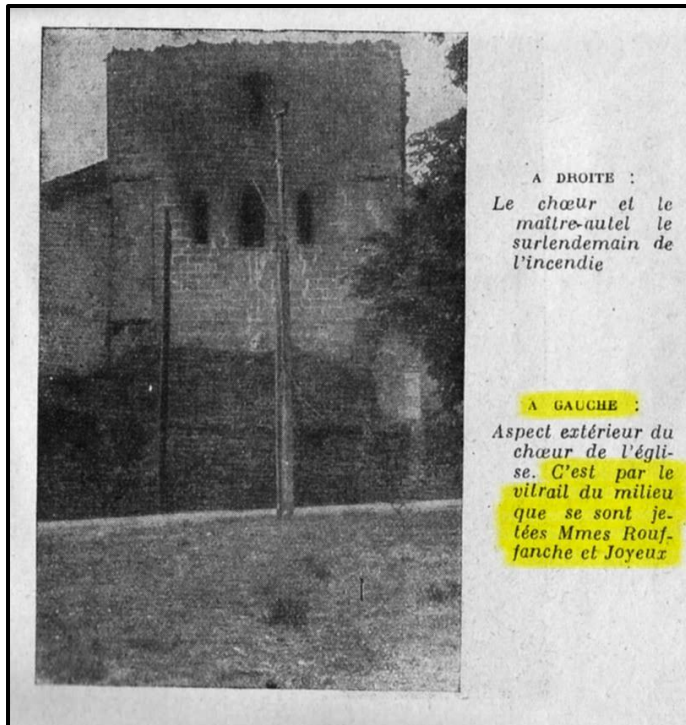 A DROITE :
Le chœur et le
maître-autel le
surlendemain de
l'incendie
A GAUCHE :
Aspect extérieur du
chœur de l'égli-
se. C'est par le
vitrail du milieu
que se sont je-
tées Mmes Rouf-
fanche et Joyeux